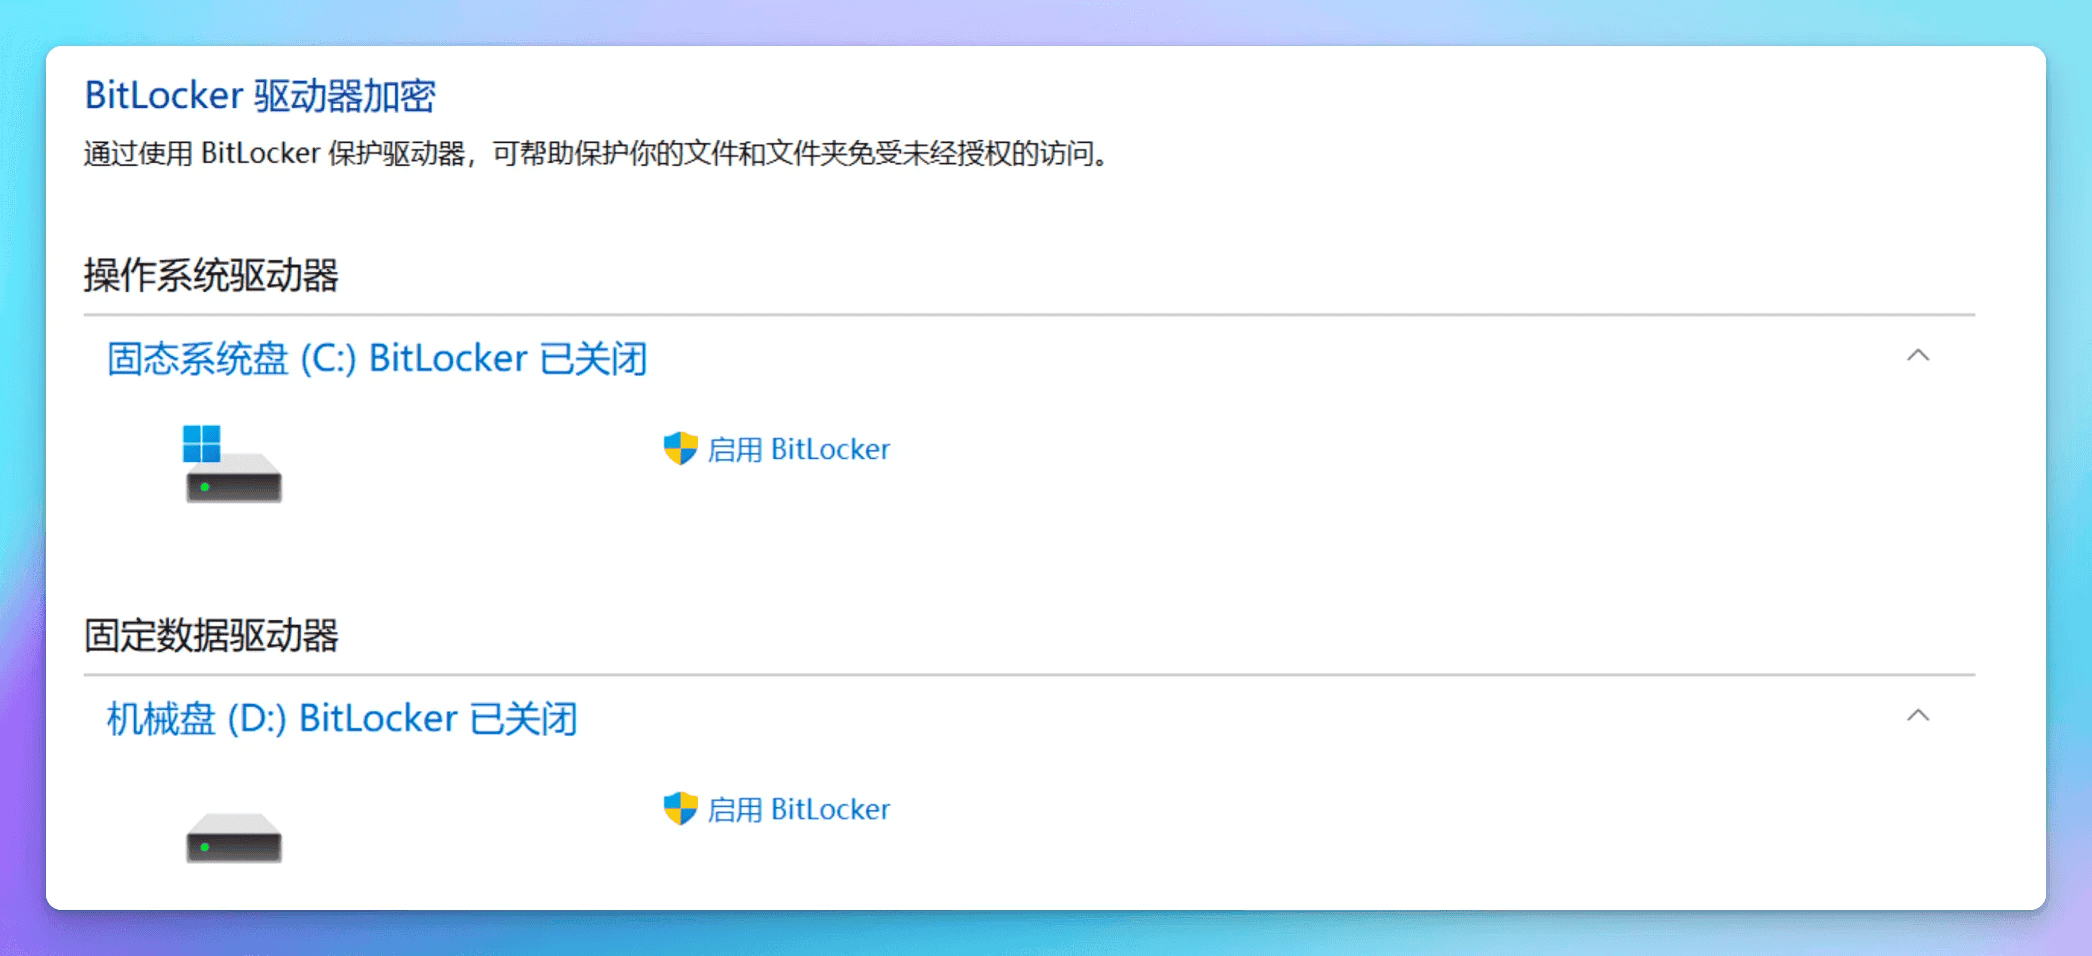 BitLocker 驱动器加密
通过使用 BitLocker 保护驱动器，可帮助保护你的文件和文件夹免受未经授权的访问。
操作系统驱动器
固态系统盘 (C:) BitLocker 已关闭
启用 BitLocker
固定数据驱动器
机械盘 (D:) BitLocker 已关闭
启用 BitLocker